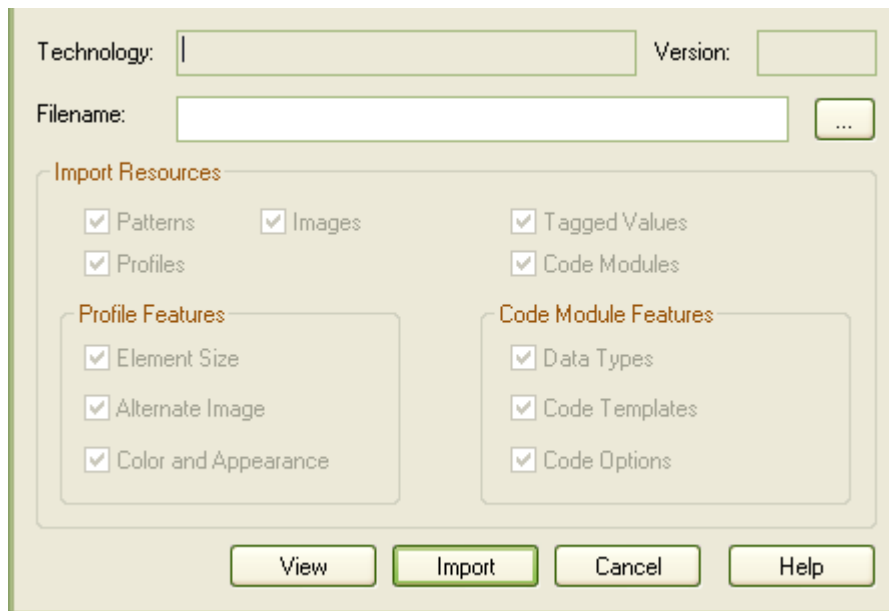 Technology: Version:
Filename: ...
Import Resources
Patterns Images Tagged Values
Profiles Code Modules
Profile Features Code Module Features
Element Size Data Types
Alternate Image Code Templates
Color and Appearance Code Options
View Import Cancel Help